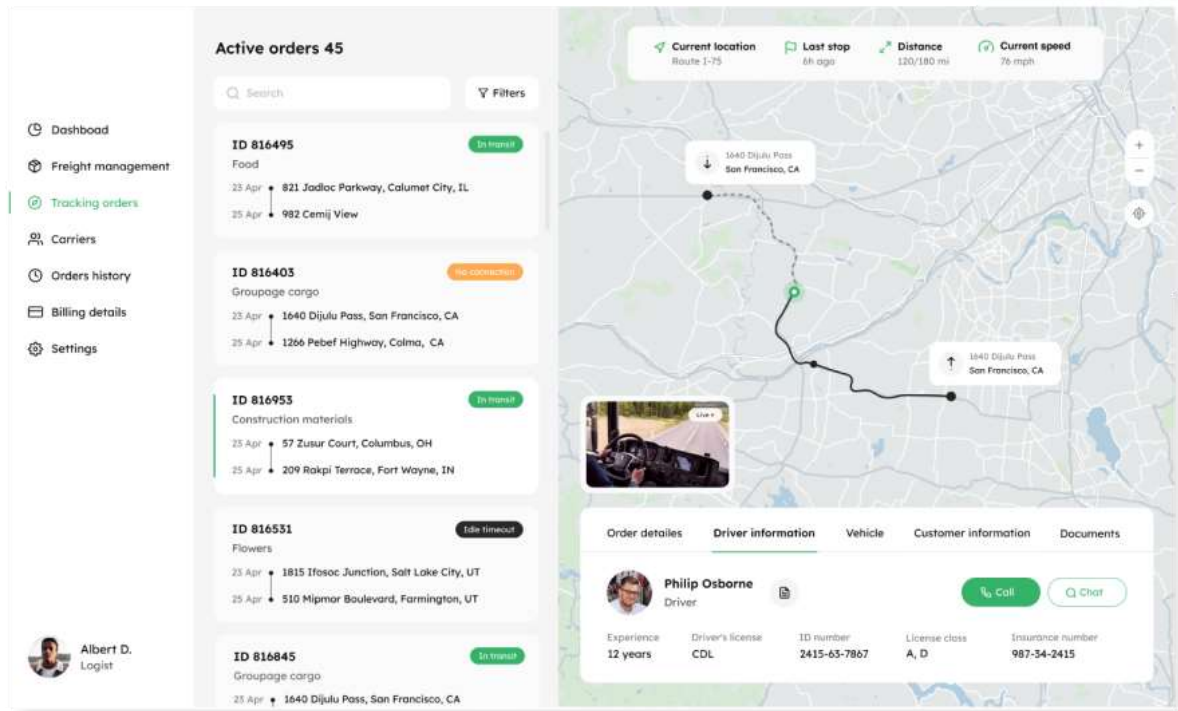 Dashboad
Freight management
Tracking orders
Carriers
Orders history
Billing details
Settings
Albert D.
Logist
Active orders 45
Search
Filters
ID 816495
In transit
Food
23 Apr
821 Jadloc Parkway, Calumet City, IL
25 Apr
982 Cemij View
ID 816403
No connection
Groupage cargo
23 Apr
1640 Dijulu Pass, San Francisco, CA
25 Apr
1266 Pebef Highway, Colma, CA
ID 816953
In transit
Construction materials
25 Apr
57 Zusur Court, Columbus, OH
25 Apr
209 Rakpi Terrace, Fort Wayne, IN
ID 816531
Idle timeout
Flowers
23 Apr
1815 Ifosoc Junction, Salt Lake City, UT
25 Apr
510 Mipmor Boulevard, Farmington, UT
ID 816845
In transit
Groupage cargo
25 Apr
1640 Dijulu Pass, San Francisco, CA
Current location
Route I-75
Last stop
6h ago
Distance
120/180 mi
Current speed
76 mph
1640 Dijulu Pass
San Francisco, CA
1640 Dijulu Pass
San Francisco, CA
Live
Order detailes
Driver information
Vehicle
Customer information
Documents
Philip Osborne
Driver
Call
Chat
Experience
12 years
Driver's license
CDL
ID number
2415-63-7867
License class
A, D
Insurance number
987-34-2415